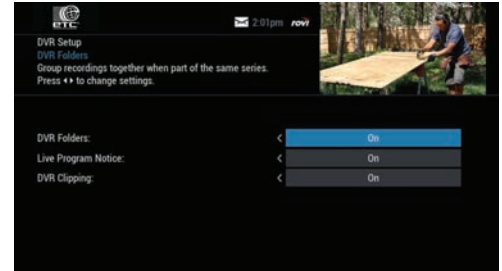 etc
2:01pm rovi
DVR Setup
DVR Folders
Group recordings together when part of the same series.
Press ◂▸ to change settings.
DVR Folders: < On
Live Program Notice: < On
DVR Clipping: < On